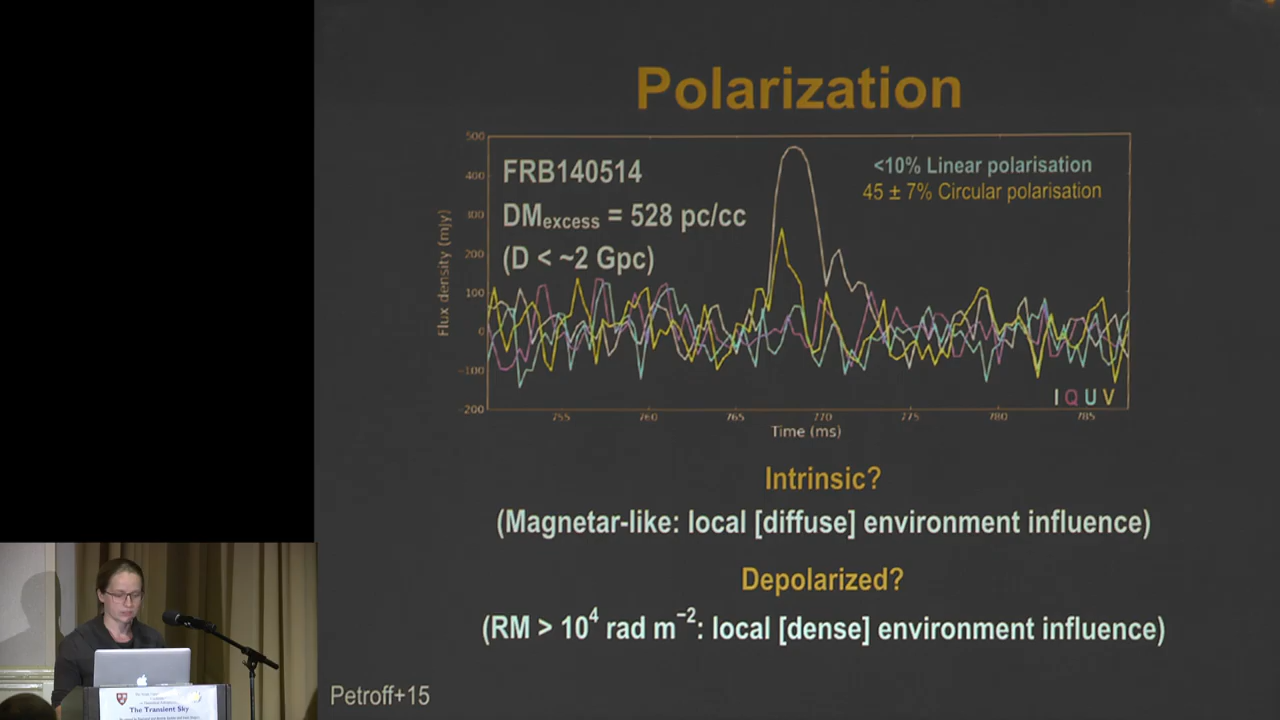 Polarization
500
400
300
200
100
0
−100
−200
Flux density (mJy)
FRB140514
DMexcess = 528 pc/cc
(D < ~2 Gpc)
<10% Linear polarisation
45 ± 7% Circular polarisation
I Q U V
755 760 765 770 775 780 785
Time (ms)
Intrinsic?
(Magnetar-like: local [diffuse] environment influence)
Depolarized?
(RM > 10⁴ rad m⁻²: local [dense] environment influence)
Petroff+15
The Transient Sky